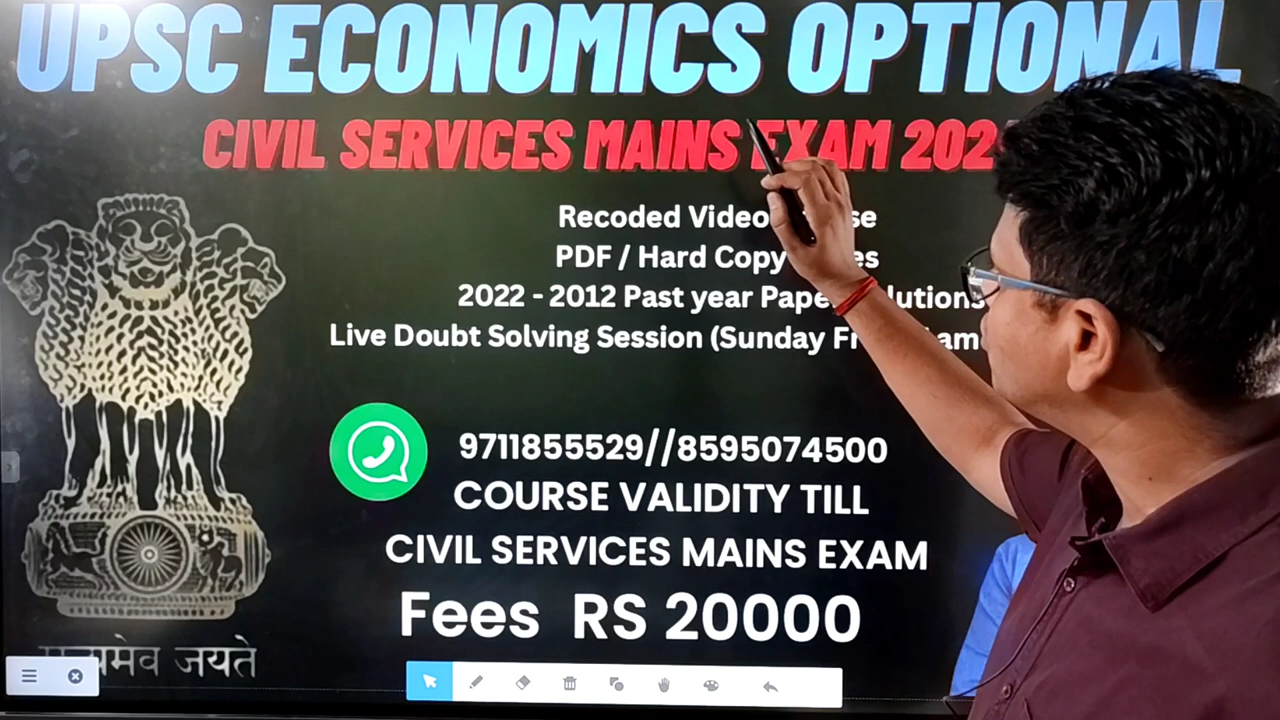 UPSC ECONOMICS OPTIONAL
CIVIL SERVICES MAINS EXAM
Recoded
PDF / Hard Copy
2022 - 2012 Past year
Live Doubt Solving Session (Sunday
9711855529//8595074500
COURSE VALIDITY TILL
CIVIL SERVICES MAINS EXAM
Fees RS 20000
जयते